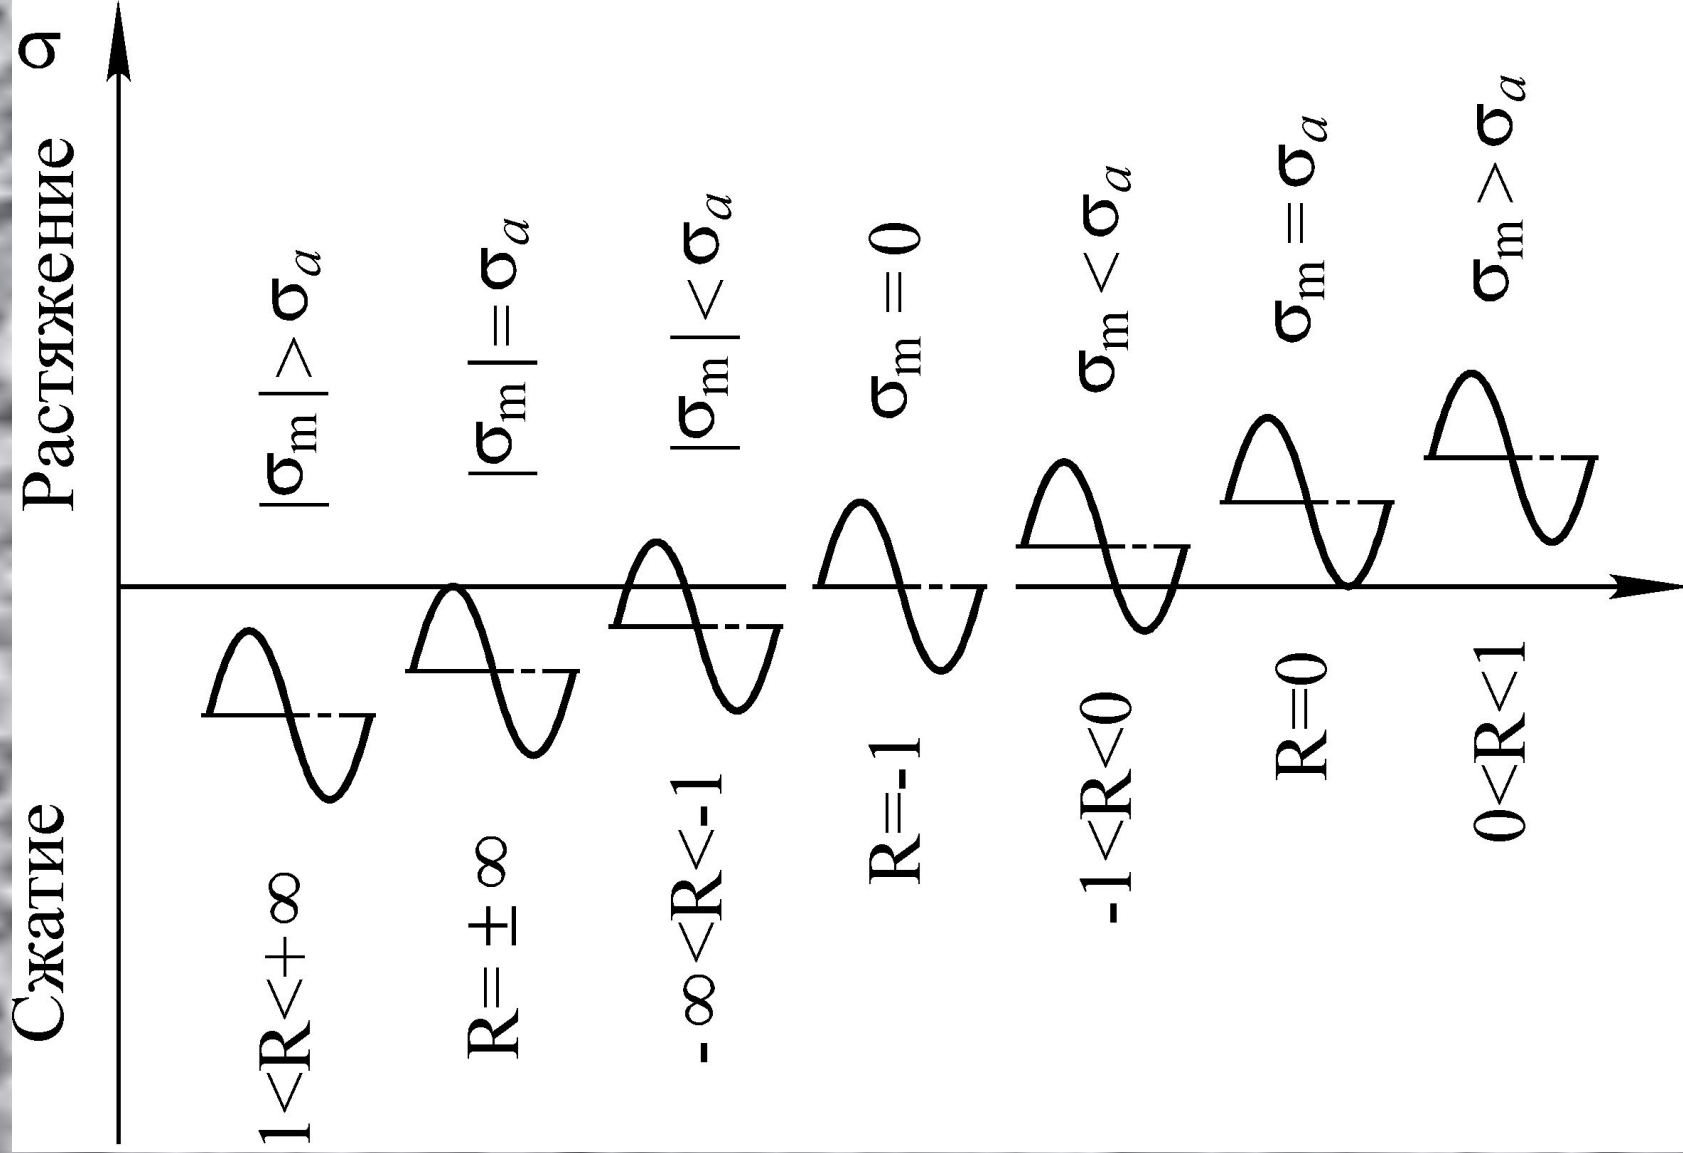 σ
Растяжение
Сжатие
|σm|>σa
|σm|=σa
|σm|<σa
σm=0
σm<σa
σm=σa
σm>σa
1<R<+∞
R=±∞
-∞<R<-1
R=-1
-1<R<0
R=0
0<R<1